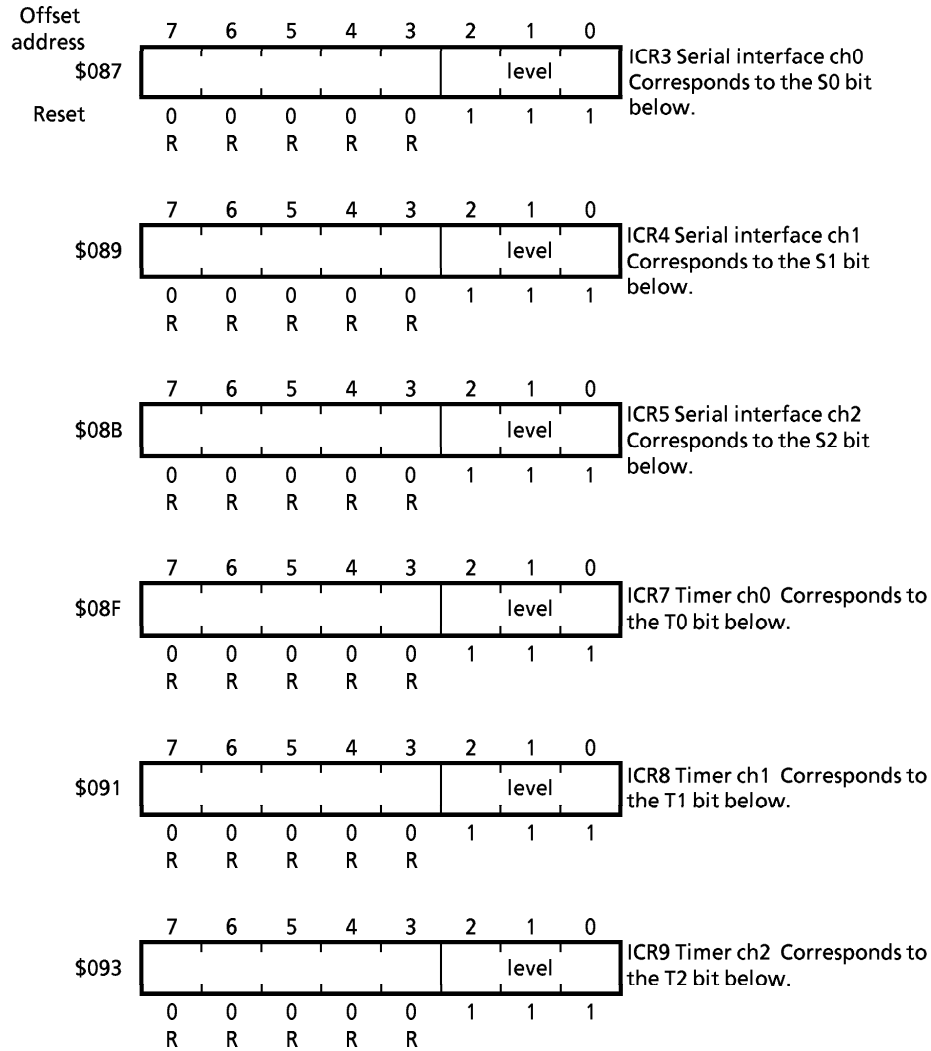 Offset
address
7 6 5 4 3 2 1 0
$087 level ICR3 Serial interface ch0
Corresponds to the S0 bit
below.
Reset 0 0 0 0 0 1 1 1
R R R R R
7 6 5 4 3 2 1 0
$089 level ICR4 Serial interface ch1
Corresponds to the S1 bit
below.
0 0 0 0 0 1 1 1
R R R R R
7 6 5 4 3 2 1 0
$08B level ICR5 Serial interface ch2
Corresponds to the S2 bit
below.
0 0 0 0 0 1 1 1
R R R R R
7 6 5 4 3 2 1 0
$08F level ICR7 Timer ch0 Corresponds to
the T0 bit below.
0 0 0 0 0 1 1 1
R R R R R
7 6 5 4 3 2 1 0
$091 level ICR8 Timer ch1 Corresponds to
the T1 bit below.
0 0 0 0 0 1 1 1
R R R R R
7 6 5 4 3 2 1 0
$093 level ICR9 Timer ch2 Corresponds to
the T2 bit below.
0 0 0 0 0 1 1 1
R R R R R